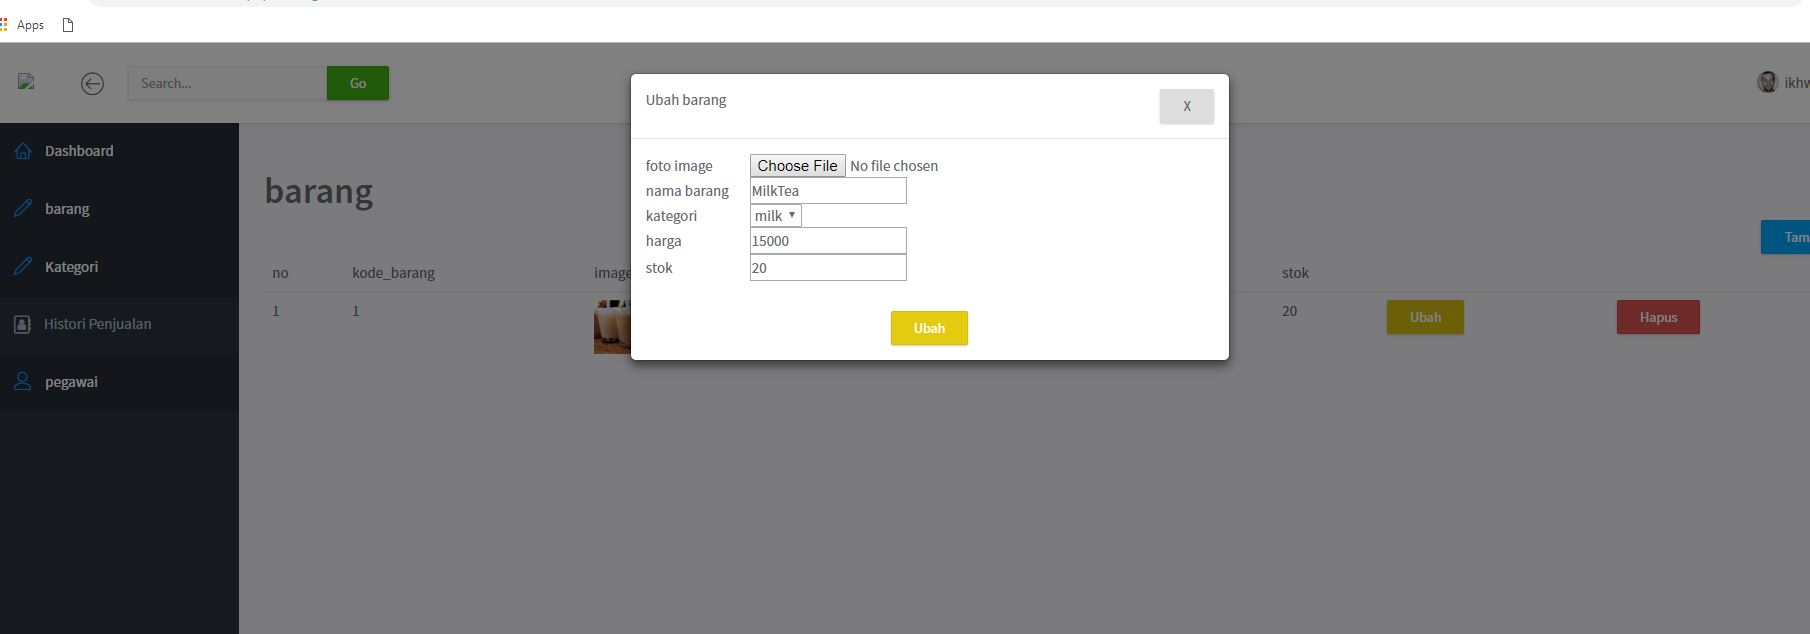 Apps
Search...
Go
Dashboard
barang
Kategori
Histori Penjualan
pegawai
barang
no kode_barang image stok
1 1 20 Ubah Hapus
Ubah barang X
foto image Choose File No file chosen
nama barang MilkTea
kategori milk
harga 15000
stok 20
Ubah